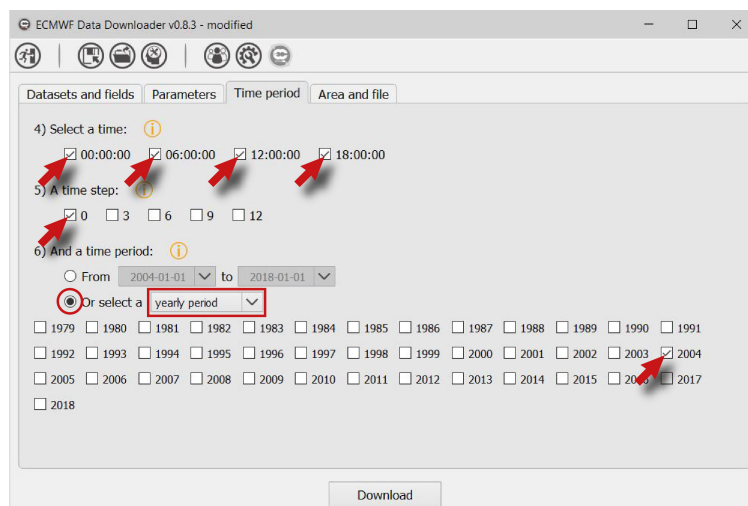 ECMWF Data Downloader v0.8.3 - modified
Datasets and fields Parameters Time period Area and file
4) Select a time:
00:00:00 06:00:00 12:00:00 18:00:00
5) A time step:
0 3 6 9 12
6) And a time period:
From 2004-01-01 to 2018-01-01
Or select a yearly period
1979 1980 1981 1982 1983 1984 1985 1986 1987 1988 1989 1990 1991
1992 1993 1994 1995 1996 1997 1998 1999 2000 2001 2002 2003 2004
2005 2006 2007 2008 2009 2010 2011 2012 2013 2014 2015 2016 2017
2018
Download